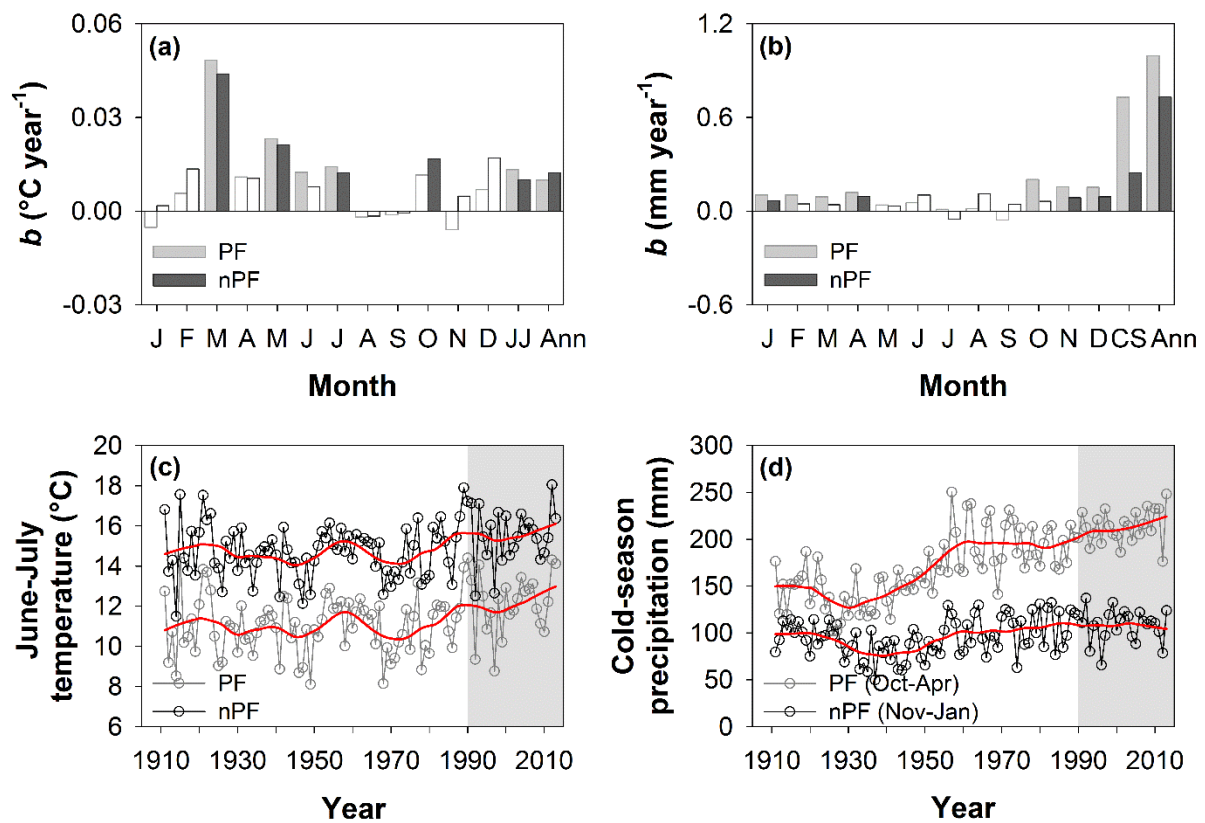 (a)
b (°C year⁻¹)
0.06
0.03
0.00
-0.03
PF
nPF
J F M A M J J A S O N D JJ Ann
Month
(b)
b (mm year⁻¹)
1.2
0.6
0.0
-0.6
PF
nPF
J F M A M J J A S O N D CS Ann
Month
(c)
June-July
temperature (°C)
20
18
16
14
12
10
8
6
PF
nPF
1910 1930 1950 1970 1990 2010
Year
(d)
Cold-season
precipitation (mm)
300
250
200
150
100
50
0
PF (Oct-Apr)
nPF (Nov-Jan)
1910 1930 1950 1970 1990 2010
Year